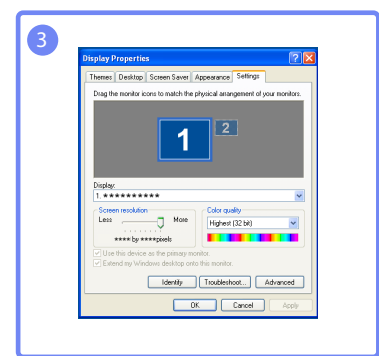 3
Display Properties
Themes Desktop Screen Saver Appearance Settings
Drag the monitor icons to match the physical arrangement of your monitors.
1 2
Display:
1. **********
Screen resolution
Less More
**** by ****pixels
Color quality
Highest (32 bit)
Use this device as the primary monitor.
Extend my Windows desktop onto this monitor.
Identify Troubleshoot... Advanced
OK Cancel Apply